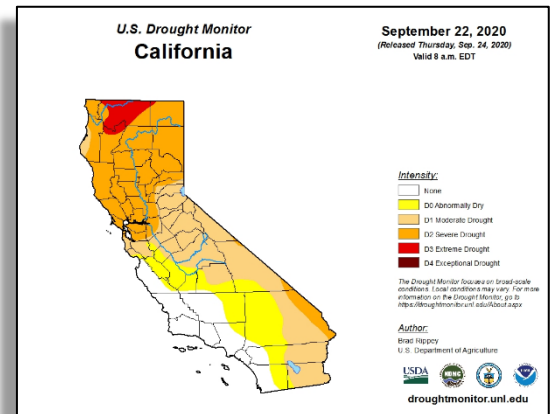 U.S. Drought Monitor
California
September 22, 2020
(Released Thursday, Sep. 24, 2020)
Valid 8 a.m. EDT
Intensity:
None
D0 Abnormally Dry
D1 Moderate Drought
D2 Severe Drought
D3 Extreme Drought
D4 Exceptional Drought
The Drought Monitor focuses on broad-scale
conditions. Local conditions may vary. For more
information on the Drought Monitor, go to
https://droughtmonitor.unl.edu/About.aspx
Author:
Brad Rippey
U.S. Department of Agriculture
USDA
NDMC
droughtmonitor.unl.edu